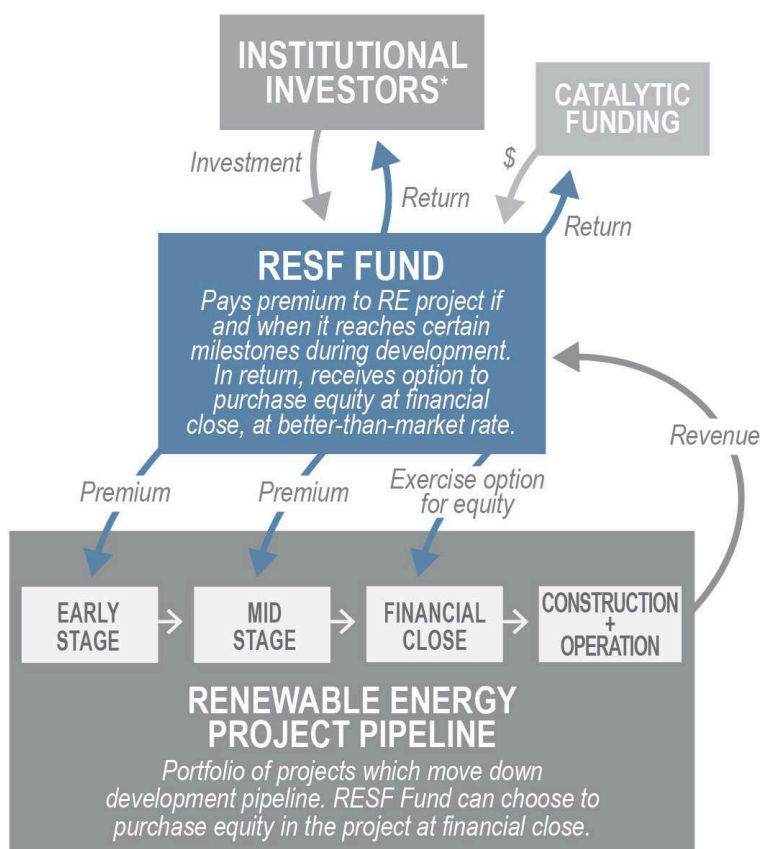 INSTITUTIONAL
INVESTORS*
CATALYTIC
FUNDING
Investment
Return
$
Return
RESF FUND
Pays premium to RE project if
and when it reaches certain
milestones during development.
In return, receives option to
purchase equity at financial
close, at better-than-market rate.
Revenue
Premium
Premium
Exercise option
for equity
EARLY
STAGE
MID
STAGE
FINANCIAL
CLOSE
CONSTRUCTION
+
OPERATION
RENEWABLE ENERGY
PROJECT PIPELINE
Portfolio of projects which move down
development pipeline. RESF Fund can choose to
purchase equity in the project at financial close.